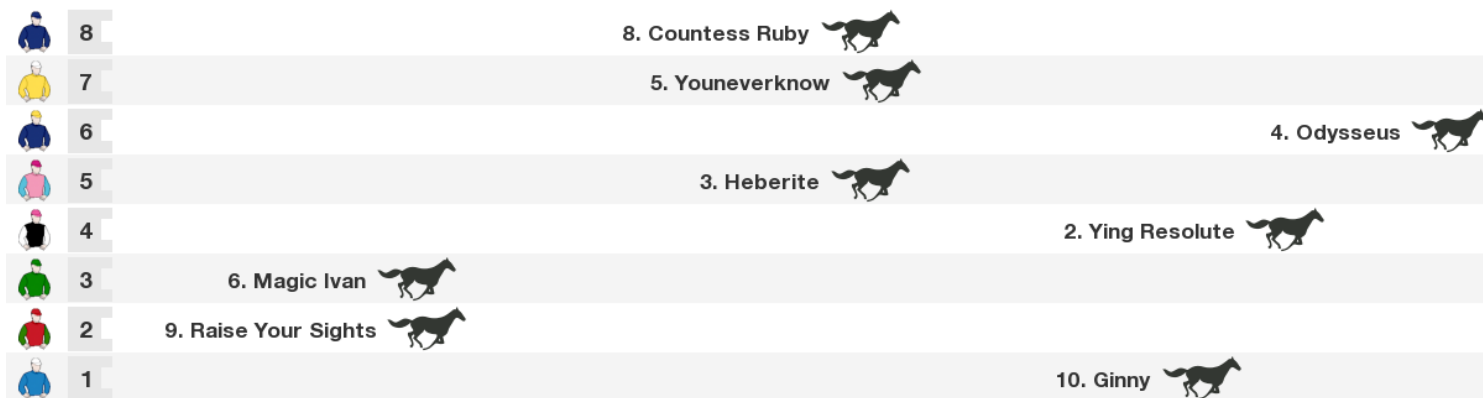 8 8. Countess Ruby
7 5. Youneverknow
6 4. Odysseus
5 3. Heberite
4 2. Ying Resolute
3 6. Magic Ivan
2 9. Raise Your Sights
1 10. Ginny